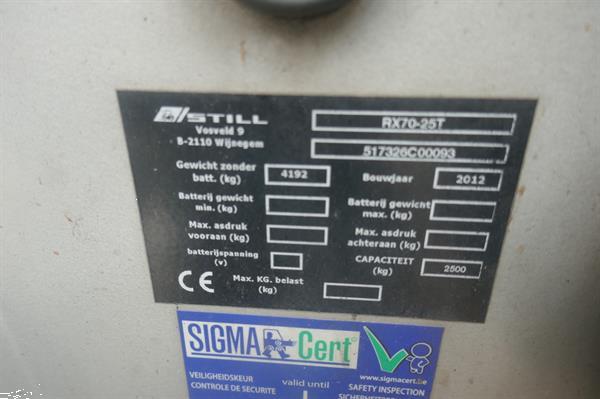 STILL
Vosveld 9
B-2110 Wijnegem
RX70-25T
517326C00093
Gewicht zonder
batt. (kg)
4192
Bouwjaar
2012
Batterij gewicht
min. (kg)
Batterij gewicht
max. (kg)
Max. asdruk
vooraan (kg)
Max. asdruk
achteraan (kg)
batterijspanning
(v)
CAPACITEIT
(kg)
2500
CE
Max. KG. belast
(kg)
SIGMA Cert
www.sigmacert.be
VEILIGHEIDSKEUR
CONTROLE DE SECURITE
valid until
SAFETY INSPECTION